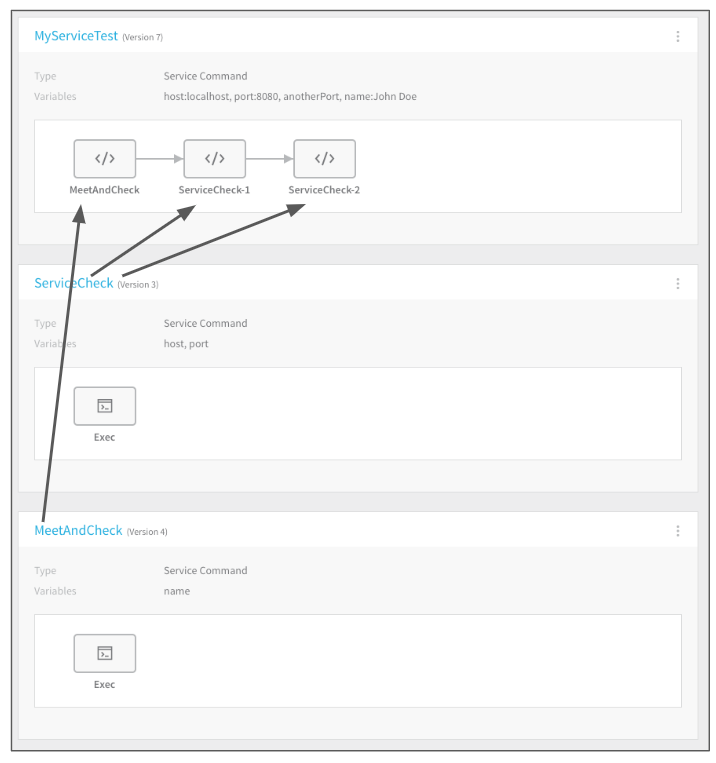 MyServiceTest (Version 7)
Type Service Command
Variables host:localhost, port:8080, anotherPort, name:John Doe
MeetAndCheck ServiceCheck-1 ServiceCheck-2
ServiceCheck (Version 3)
Type Service Command
Variables host, port
Exec
MeetAndCheck (Version 4)
Type Service Command
Variables name
Exec